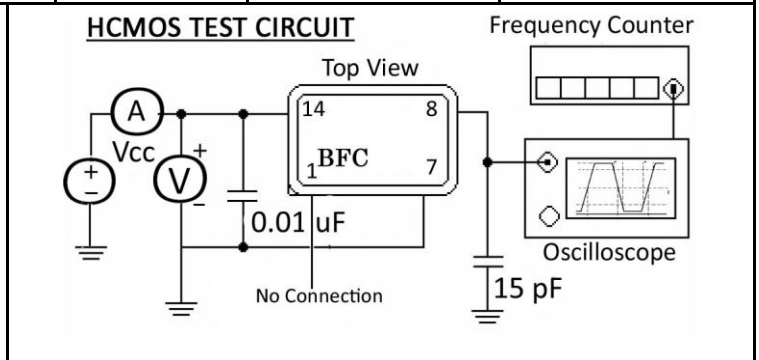 HCMOS TEST CIRCUIT
Frequency Counter
Top View
A
14
8
Vcc
+
V
1
BFC
7
+
−
−
0.01 uF
Oscilloscope
No Connection
15 pF